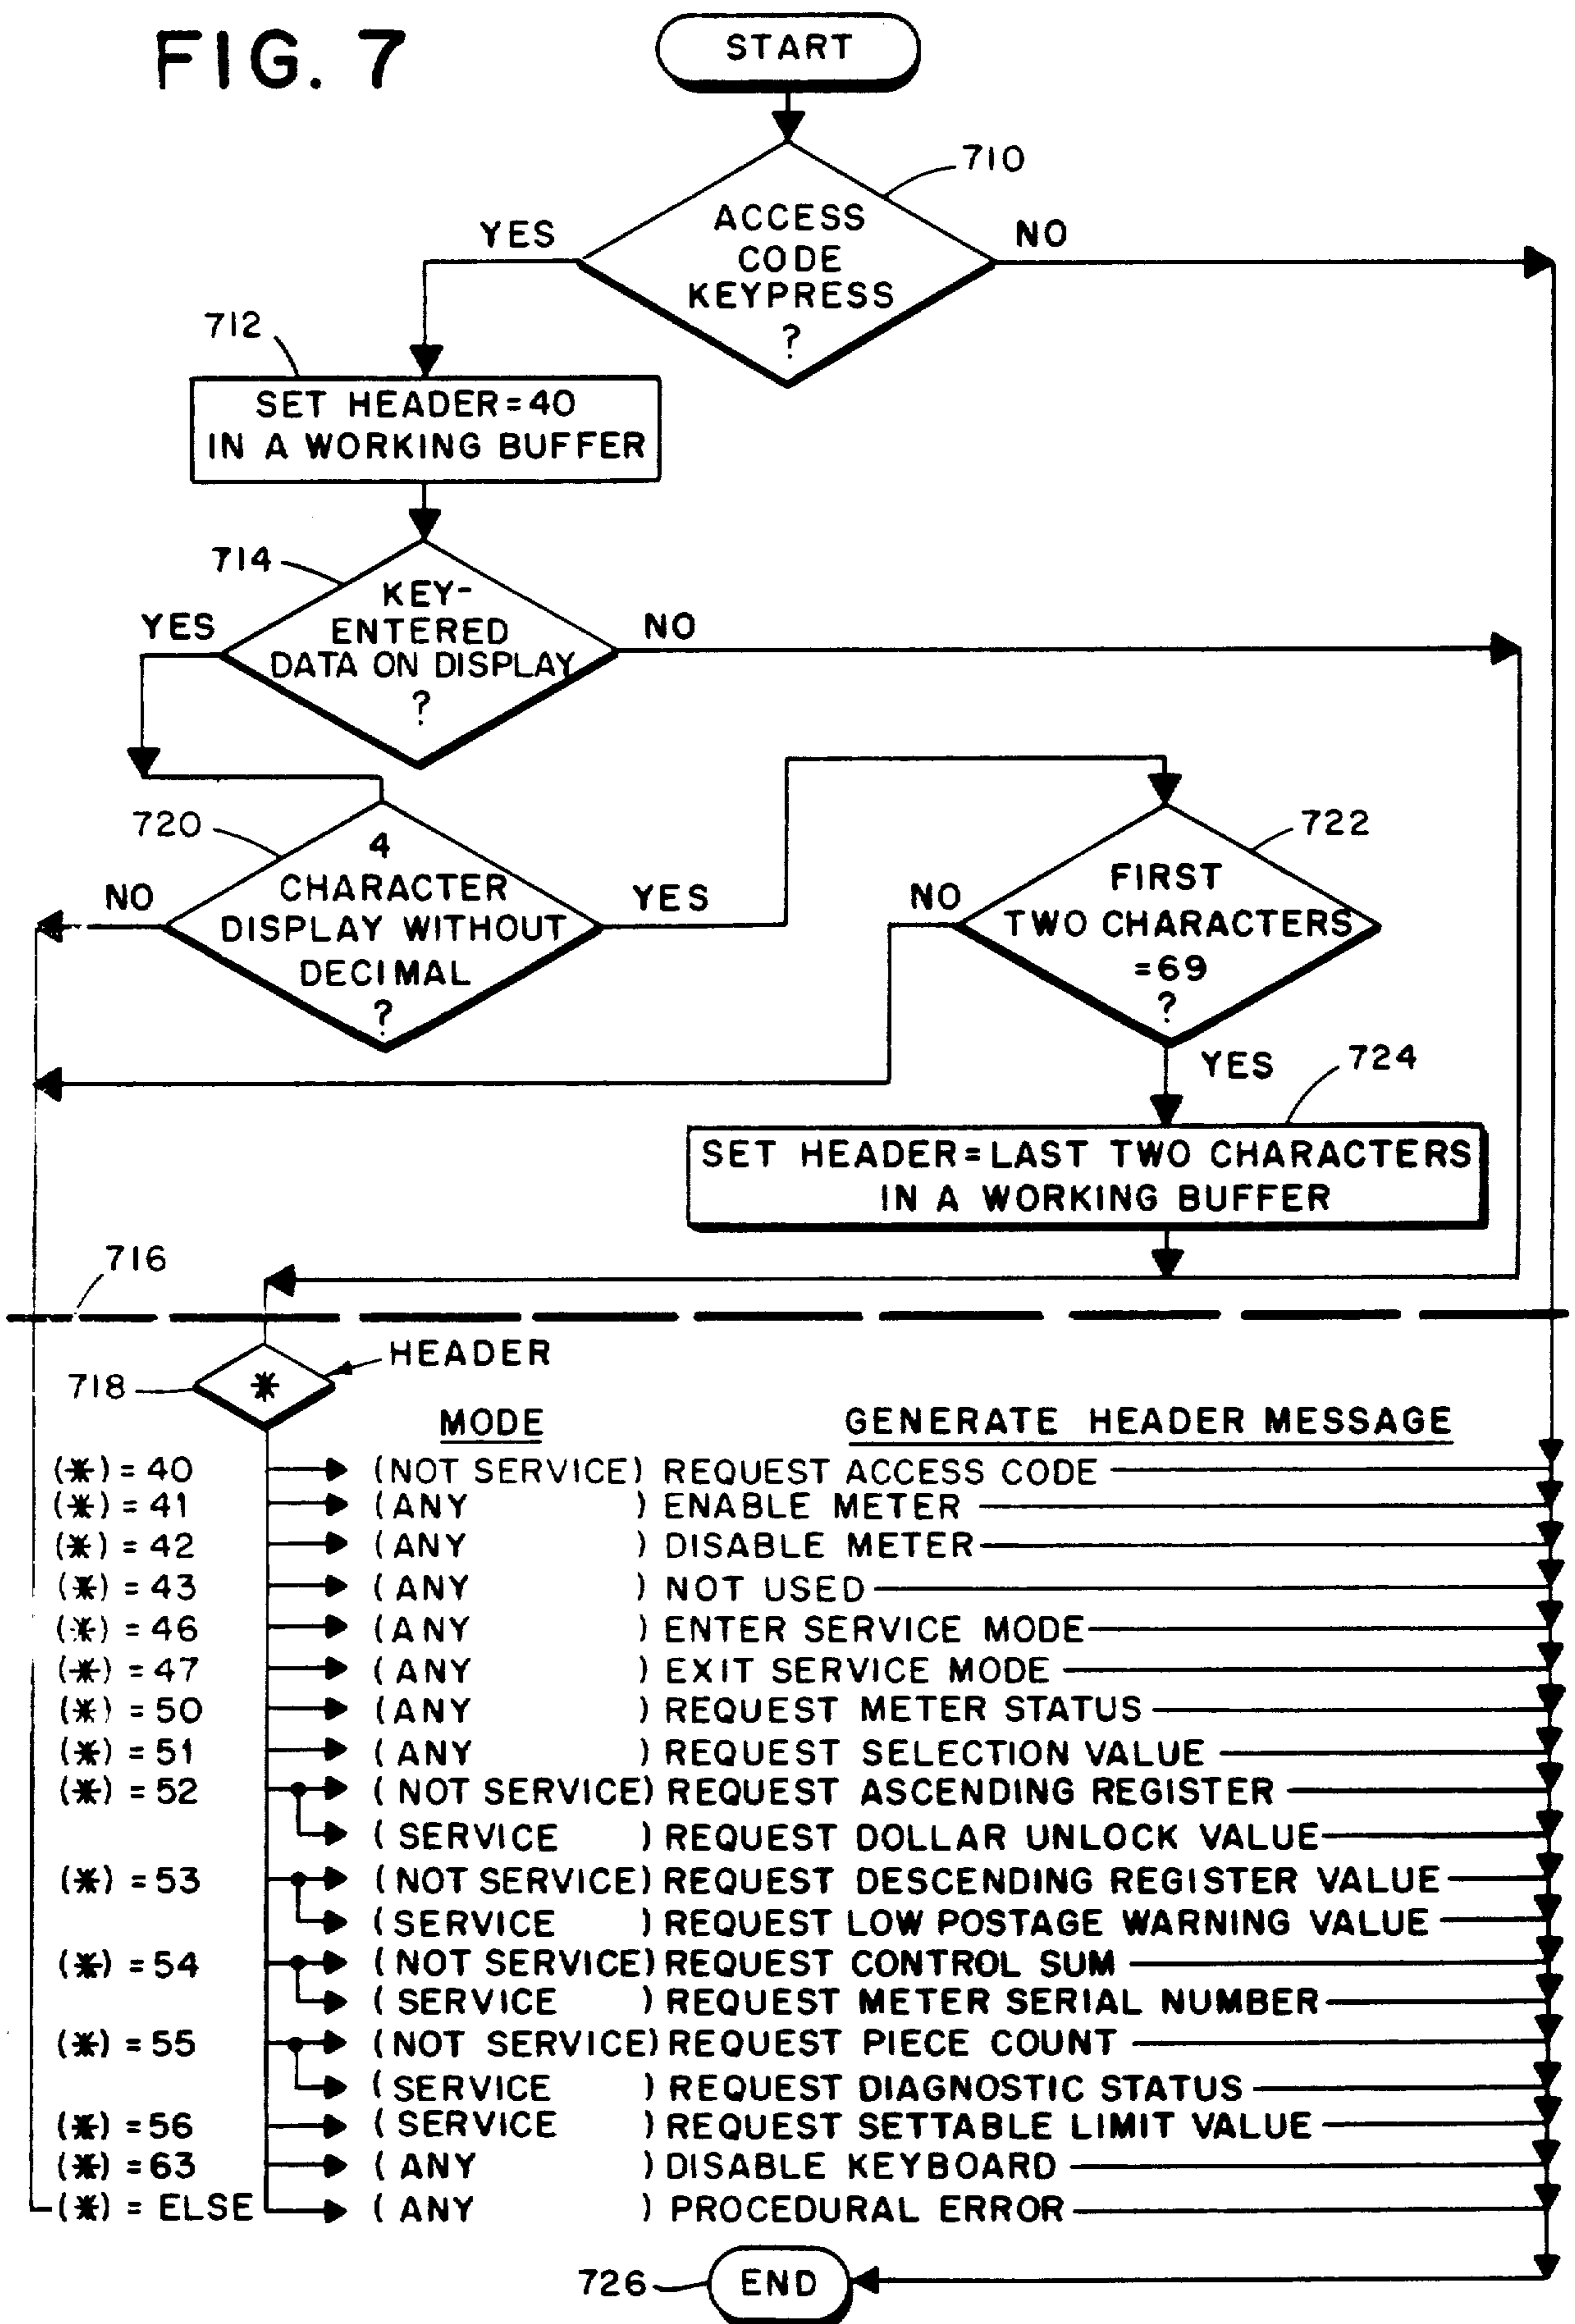 FIG. 7
START
710
ACCESS
CODE
KEYPRESS
?
YES
NO
712
SET HEADER=40
IN A WORKING BUFFER
714
KEY-
ENTERED
DATA ON DISPLAY
?
YES
NO
720
4
CHARACTER
DISPLAY WITHOUT
DECIMAL
?
NO
YES
722
FIRST
TWO CHARACTERS
=69
?
NO
YES
724
SET HEADER=LAST TWO CHARACTERS
IN A WORKING BUFFER
716
718
*
HEADER
MODE GENERATE HEADER MESSAGE
(*) = 40 (NOT SERVICE) REQUEST ACCESS CODE
(*) = 41 (ANY ) ENABLE METER
(*) = 42 (ANY ) DISABLE METER
(*) = 43 (ANY ) NOT USED
(*) = 46 (ANY ) ENTER SERVICE MODE
(*) = 47 (ANY ) EXIT SERVICE MODE
(*) = 50 (ANY ) REQUEST METER STATUS
(*) = 51 (ANY ) REQUEST SELECTION VALUE
(*) = 52 (NOT SERVICE) REQUEST ASCENDING REGISTER
(SERVICE ) REQUEST DOLLAR UNLOCK VALUE
(*) = 53 (NOT SERVICE) REQUEST DESCENDING REGISTER VALUE
(SERVICE ) REQUEST LOW POSTAGE WARNING VALUE
(*) = 54 (NOT SERVICE) REQUEST CONTROL SUM
(SERVICE ) REQUEST METER SERIAL NUMBER
(*) = 55 (NOT SERVICE) REQUEST PIECE COUNT
(SERVICE ) REQUEST DIAGNOSTIC STATUS
(*) = 56 (SERVICE ) REQUEST SETTABLE LIMIT VALUE
(*) = 63 (ANY ) DISABLE KEYBOARD
(*) = ELSE (ANY ) PROCEDURAL ERROR
726
END